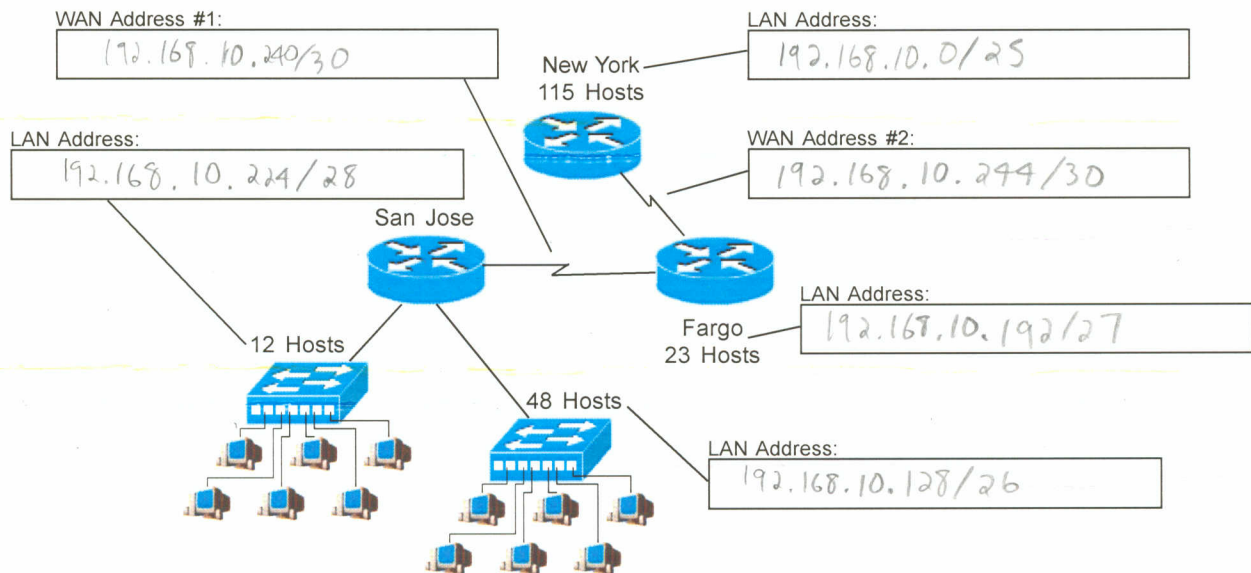 WAN Address #1:
192.168.10.240/30
LAN Address:
192.168.10.0/25
New York
115 Hosts
LAN Address:
192.168.10.224/28
WAN Address #2:
192.168.10.244/30
San Jose
LAN Address:
192.168.10.192/27
Fargo
23 Hosts
12 Hosts
48 Hosts
LAN Address:
192.168.10.128/26